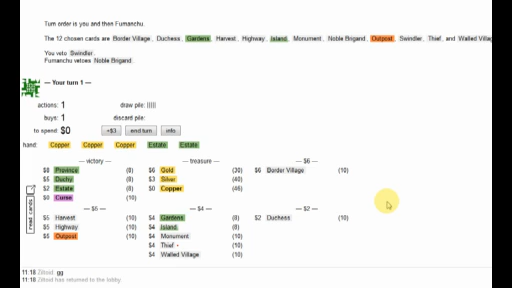 Turn order is you and then Fumanchu.
The 12 chosen cards are Border Village, Duchess, Gardens, Harvest, Highway, Island, Monument, Noble Brigand, Outpost, Swindler, Thief, and Walled Villag
You veto Swindler.
Fumanchu vetoes Noble Brigand.
— Your turn 1 —
actions: 1 draw pile: |||||
buys: 1 discard pile:
to spend: $0 +$3 end turn info
hand: Copper Copper Copper Estate Estate
— victory — — treasure — — $6 —
$8 Province (8) $6 Gold (30) $6 Border Village (10)
$5 Duchy (8) $3 Silver (40)
$2 Estate (8) $0 Copper (46)
$0 Curse (10)
read cards
— $5 — — $4 — — $2 —
$5 Harvest (10) $4 Gardens (8) $2 Duchess (10)
$5 Highway (10) $4 Island (8)
$5 Outpost (10) $4 Monument (10)
$4 Thief (10)
$4 Walled Village (10)
11:18 Ziltoid: gg
11:18 Ziltoid has returned to the lobby.